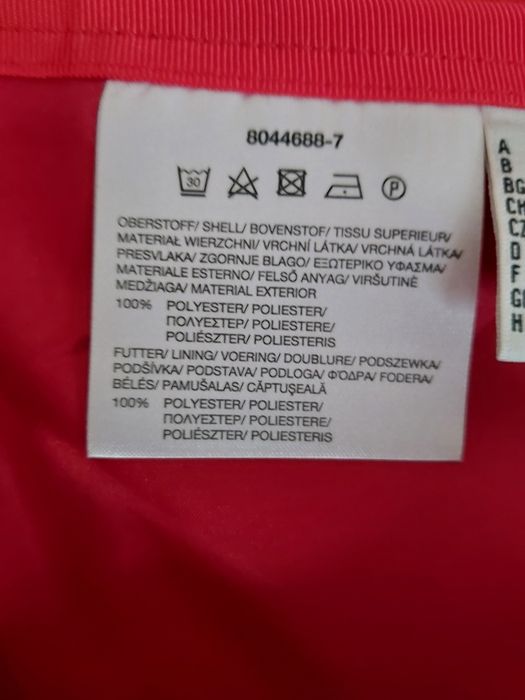 8044688-7
30
P
OBERSTOFF/ SHELL/ BOVENSTOF/ TISSU SUPERIEUR/
MATERIAŁ WIERZCHNI/ VRCHNÍ LÁTKA/ VRCHNÁ LÁTKA/
PRESVLAKA/ ZGORNJE BLAGO/ ΕΞΩΤΕΡΙΚΟ ΥΦΑΣΜΑ/
MATERIALE ESTERNO/ FELSŐ ANYAG/ VIRŠUTINĖ
MEDŽIAGA/ MATERIAL EXTERIOR
100% POLYESTER/ POLIESTER/
ΠΟΛΥΕΣΤΕΡ/ POLIESTERE/
POLIÉSZTER/ POLIESTERIS
FUTTER/ LINING/ VOERING/ DOUBLURE/ PODSZEWKA/
PODŠÍVKA/ PODSTAVA/ PODLOGA/ ΦΌΔΡΑ/ FODERA/
BÉLÉS/ PAMUŠALAS/ CĂPTUŞEALĂ
100% POLYESTER/ POLIESTER/
ΠΟΛΥΕΣΤΕΡ/ POLIESTERE/
POLIÉSZTER/ POLIESTERIS
A
B
BG
CH
CZ
D
F
H